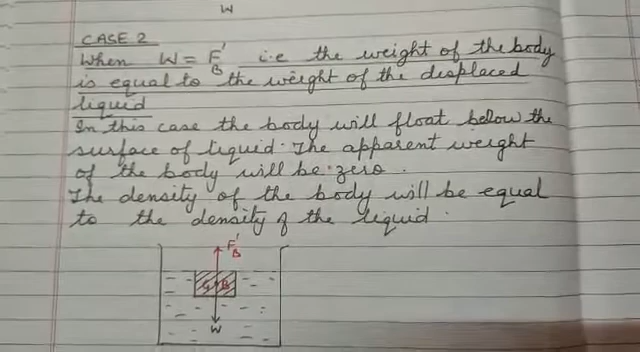 W
CASE 2
When W = F'B i.e the weight of the body
is equal to the weight of the displaced
liquid
In this case the body will float below the
surface of liquid. The apparent weight
of the body will be zero.
The density of the body will be equal
to the density of the liquid.
F'B
G B
W